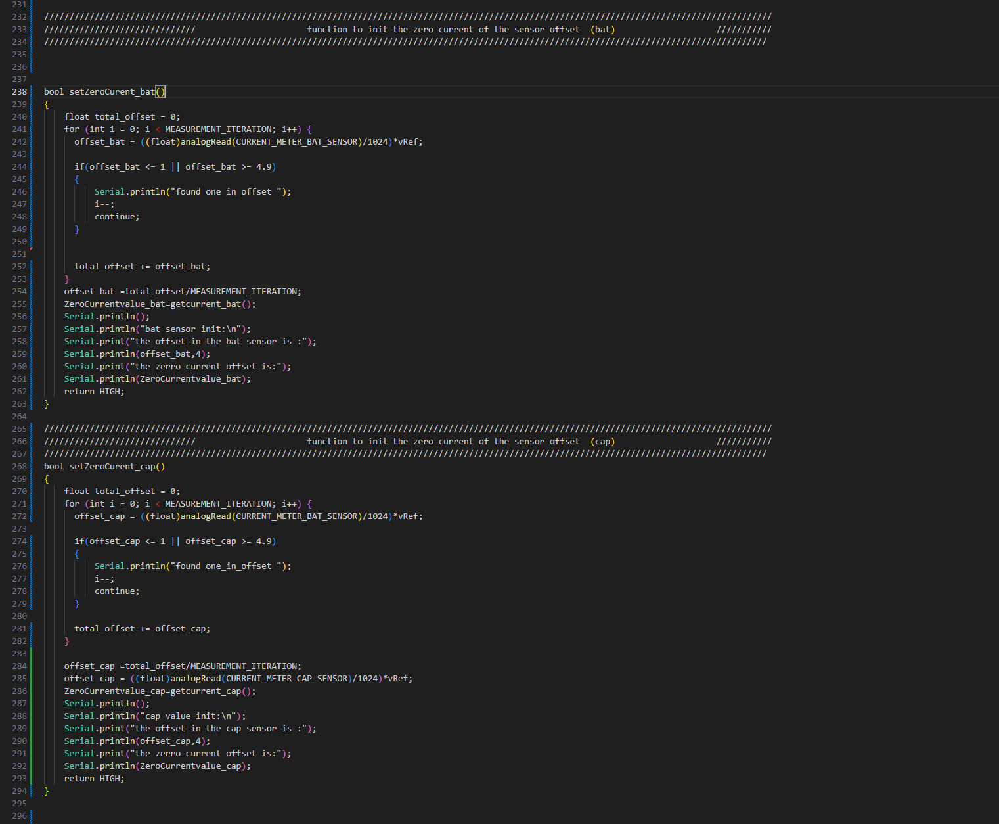 231
232 ////////////////////////////////////////////////////////////////////////////////////////////////////////////////////////////////////////////////
233 //////////////////////////////                      function to init the zero current of the sensor offset  (bat)                    ///////////
234 ///////////////////////////////////////////////////////////////////////////////////////////////////////////////////////////////////////////////
235
236
237
238 bool setZeroCurent_bat()
239 {
240     float total_offset = 0;
241     for (int i = 0; i < MEASUREMENT_ITERATION; i++) {
242       offset_bat = ((float)analogRead(CURRENT_METER_BAT_SENSOR)/1024)*vRef;
243
244       if(offset_bat <= 1 || offset_bat >= 4.9)
245       {
246           Serial.println("found one_in_offset ");
247           i--;
248           continue;
249       }
250
251
252       total_offset += offset_bat;
253     }
254     offset_bat =total_offset/MEASUREMENT_ITERATION;
255     ZeroCurrentvalue_bat=getcurrent_bat();
256     Serial.println();
257     Serial.println("bat sensor init:\n");
258     Serial.print("the offset in the bat sensor is :");
259     Serial.println(offset_bat,4);
260     Serial.print("the zerro current offset is:");
261     Serial.println(ZeroCurrentvalue_bat);
262     return HIGH;
263 }
264
265 ////////////////////////////////////////////////////////////////////////////////////////////////////////////////////////////////////////////////
266 //////////////////////////////                      function to init the zero current of the sensor offset  (cap)                    ///////////
267 ///////////////////////////////////////////////////////////////////////////////////////////////////////////////////////////////////////////////
268 bool setZeroCurent_cap()
269 {
270     float total_offset = 0;
271     for (int i = 0; i < MEASUREMENT_ITERATION; i++) {
272       offset_cap = ((float)analogRead(CURRENT_METER_BAT_SENSOR)/1024)*vRef;
273
274       if(offset_cap <= 1 || offset_cap >= 4.9)
275       {
276           Serial.println("found one_in_offset ");
277           i--;
278           continue;
279       }
280
281       total_offset += offset_cap;
282     }
283
284     offset_cap =total_offset/MEASUREMENT_ITERATION;
285     offset_cap = ((float)analogRead(CURRENT_METER_CAP_SENSOR)/1024)*vRef;
286     ZeroCurrentvalue_cap=getcurrent_cap();
287     Serial.println();
288     Serial.println("cap value init:\n");
289     Serial.print("the offset in the cap sensor is :");
290     Serial.println(offset_cap,4);
291     Serial.print("the zerro current offset is:");
292     Serial.println(ZeroCurrentvalue_cap);
293     return HIGH;
294 }
295
296